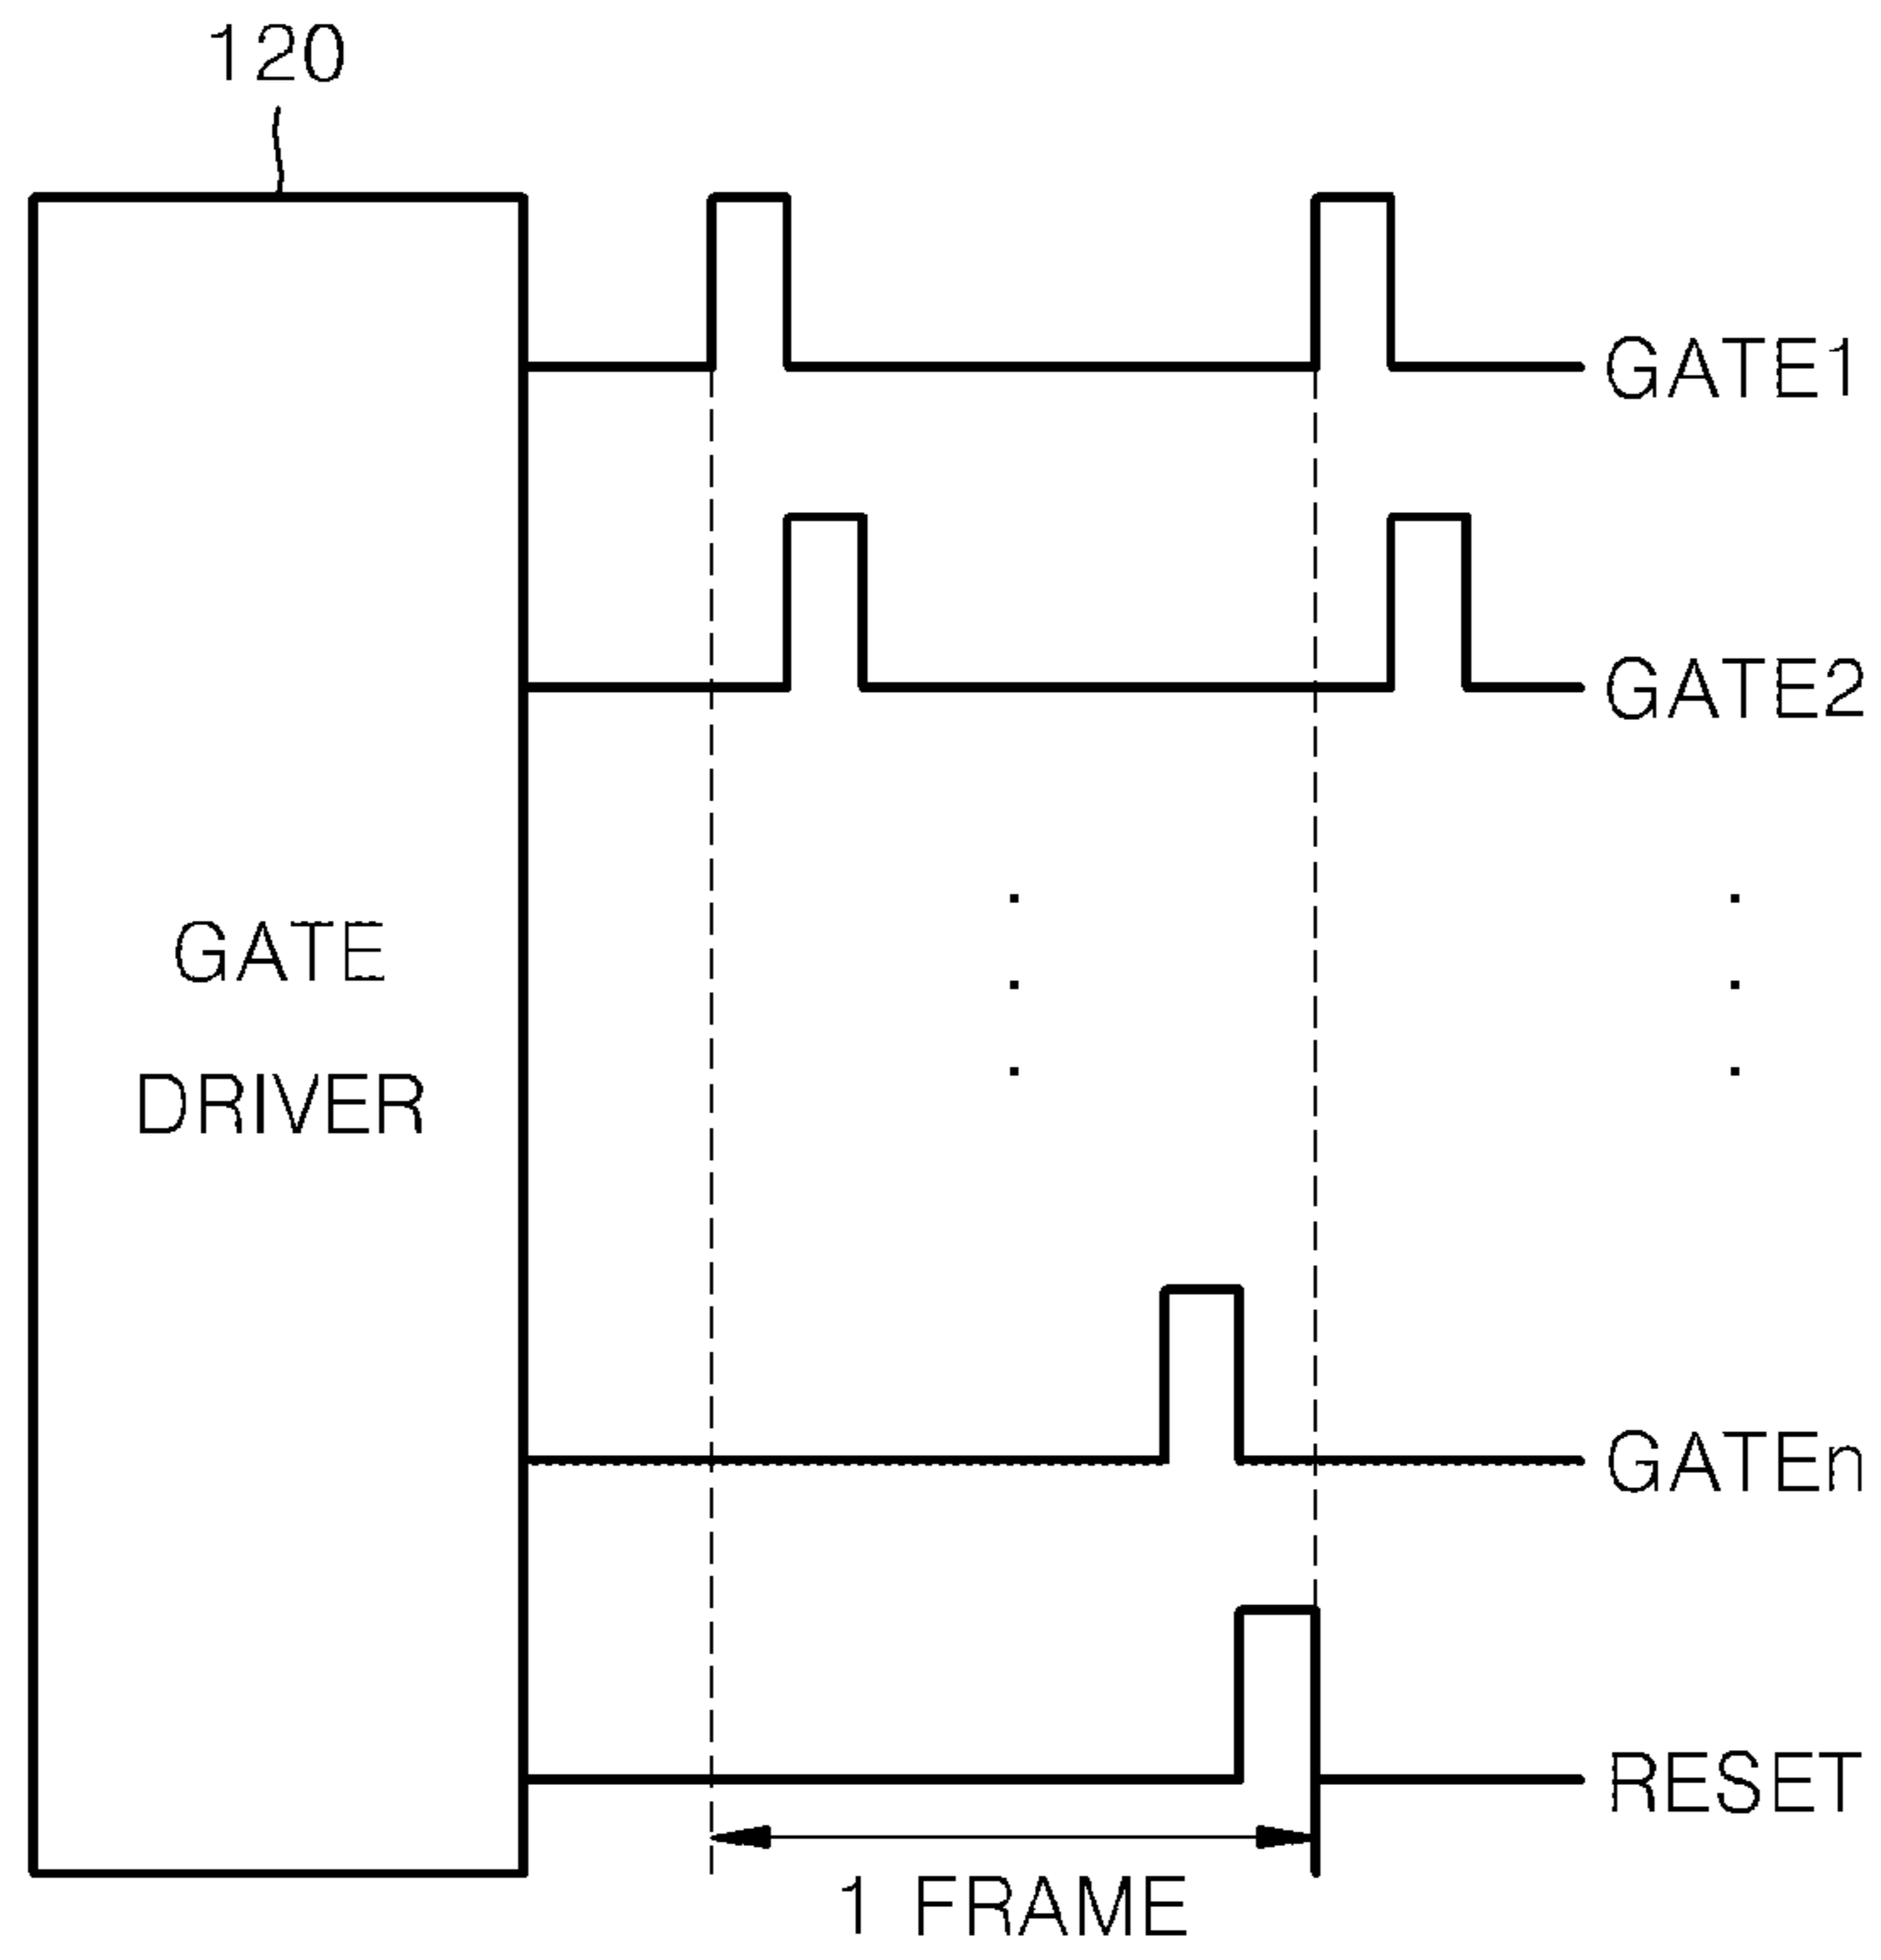 120
GATE1
GATE2
GATE
DRIVER
GATEn
RESET
1 FRAME